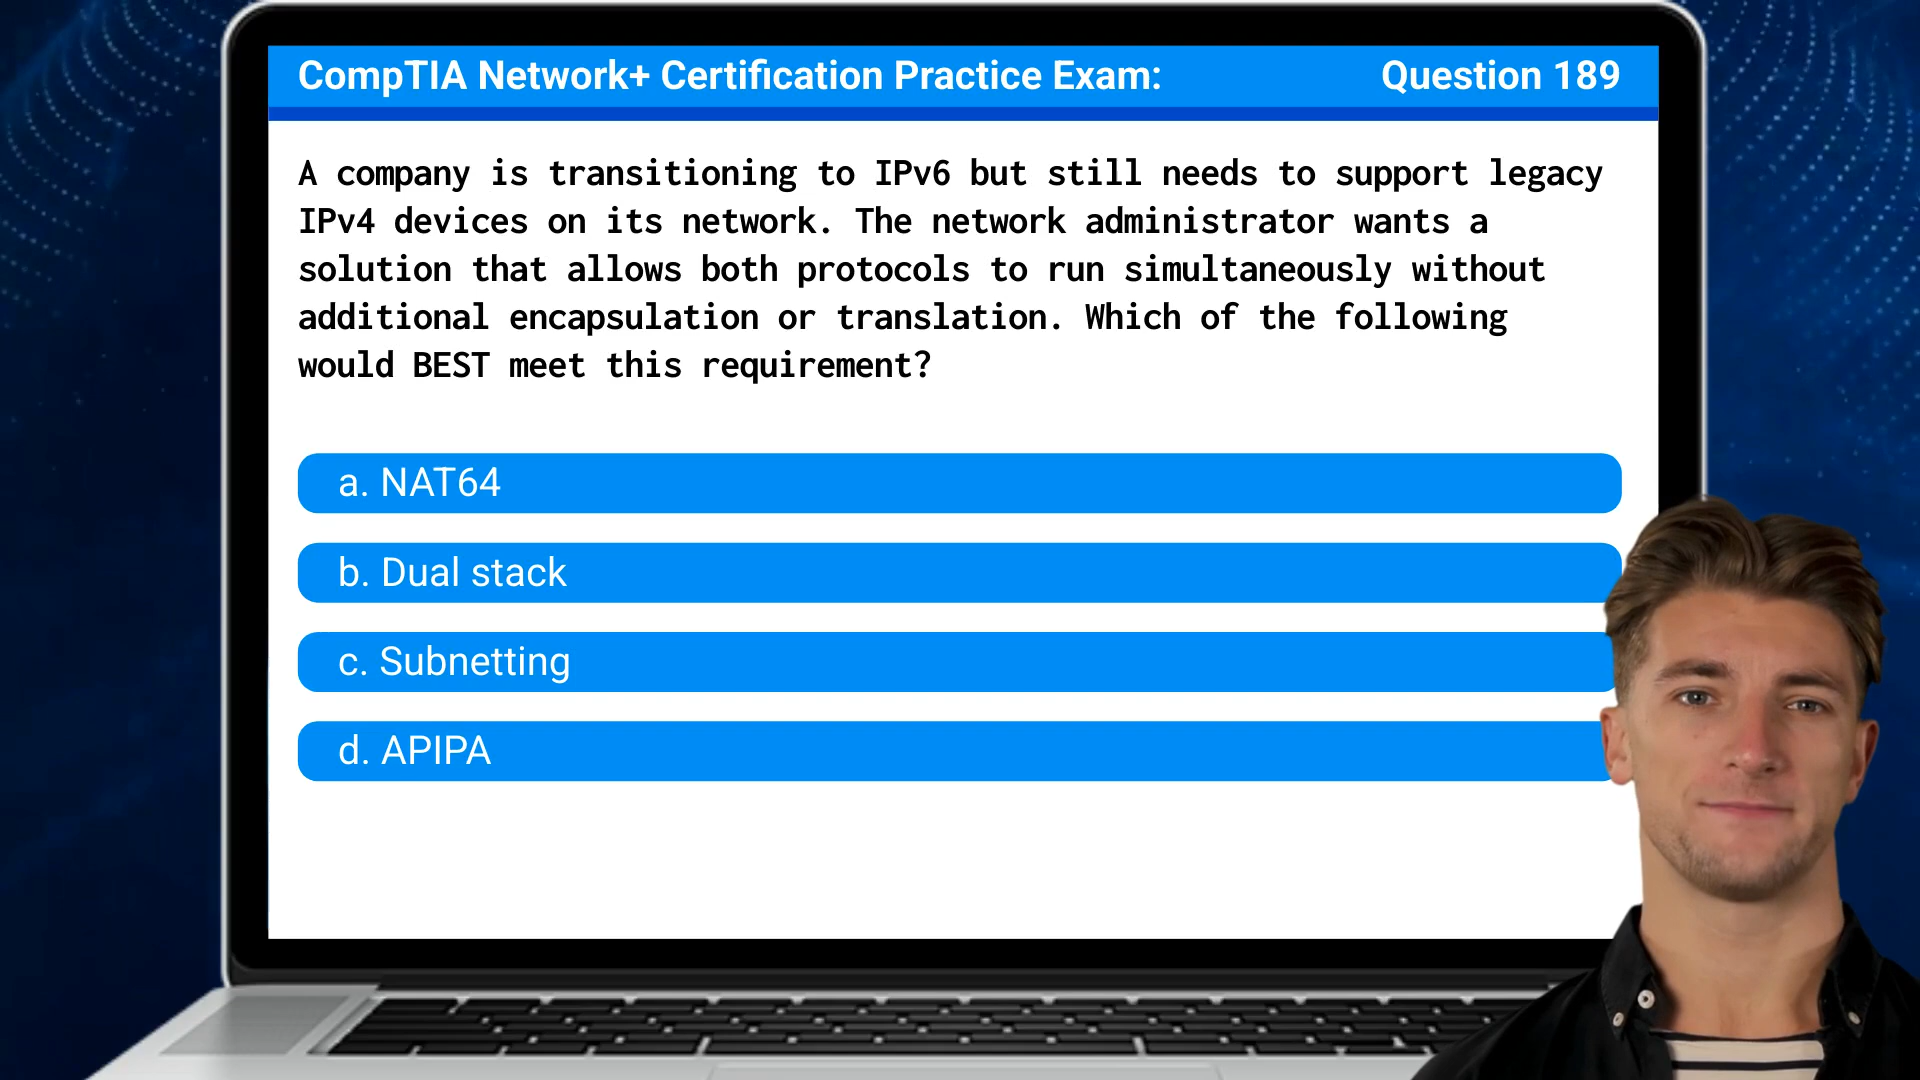 CompTIA Network+ Certification Practice Exam: Question 189
A company is transitioning to IPv6 but still needs to support legacy
IPv4 devices on its network. The network administrator wants a
solution that allows both protocols to run simultaneously without
additional encapsulation or translation. Which of the following
would BEST meet this requirement?
a. NAT64
b. Dual stack
c. Subnetting
d. APIPA